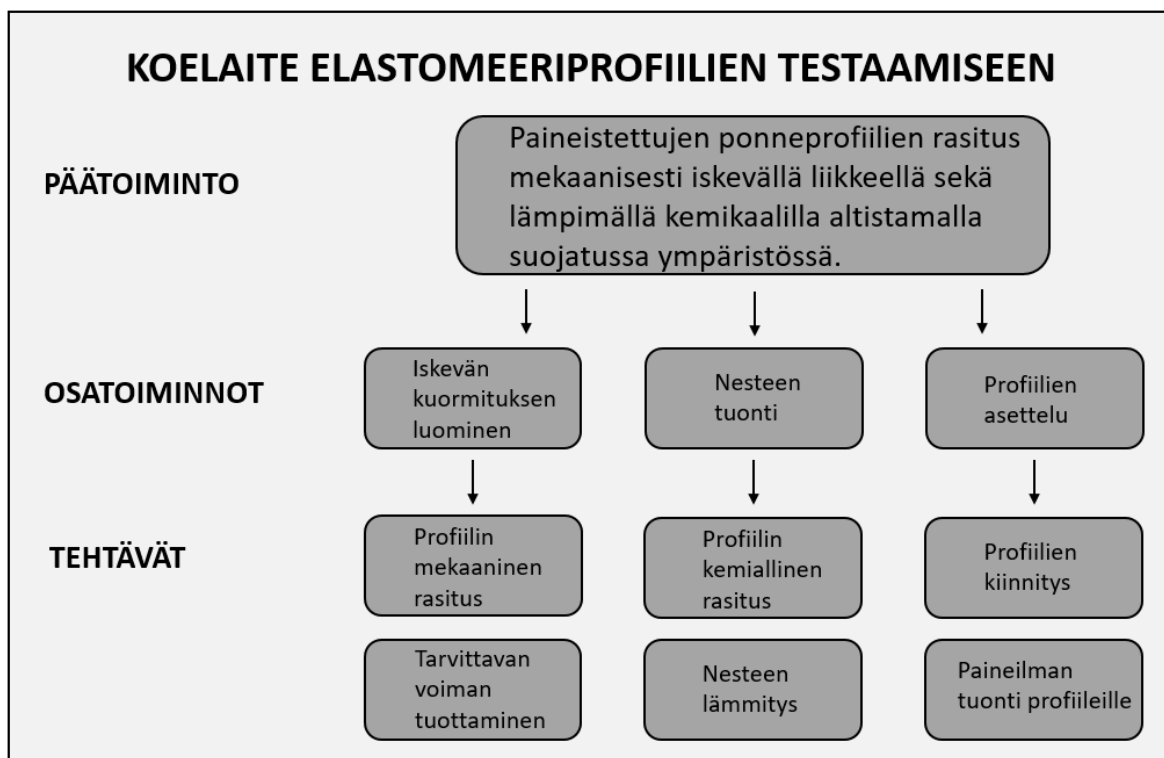 KOELAITE ELASTOMEERIPROFIILIEN TESTAAMISEEN
PÄÄTOIMINTO
Paineistettujen ponneprofiilien rasitus
mekaanisesti iskevällä liikkeellä sekä
lämpimällä kemikaalilla altistamalla
suojatussa ympäristössä.
OSATOIMINNOT
Iskevän
kuormituksen
luominen
Nesteen
tuonti
Profiilien
asettelu
TEHTÄVÄT
Profiilin
mekaaninen
rasitus
Profiilin
kemiallinen
rasitus
Profiilien
kiinnitys
Tarvittavan
voiman
tuottaminen
Nesteen
lämmitys
Paineilman
tuonti profiileille